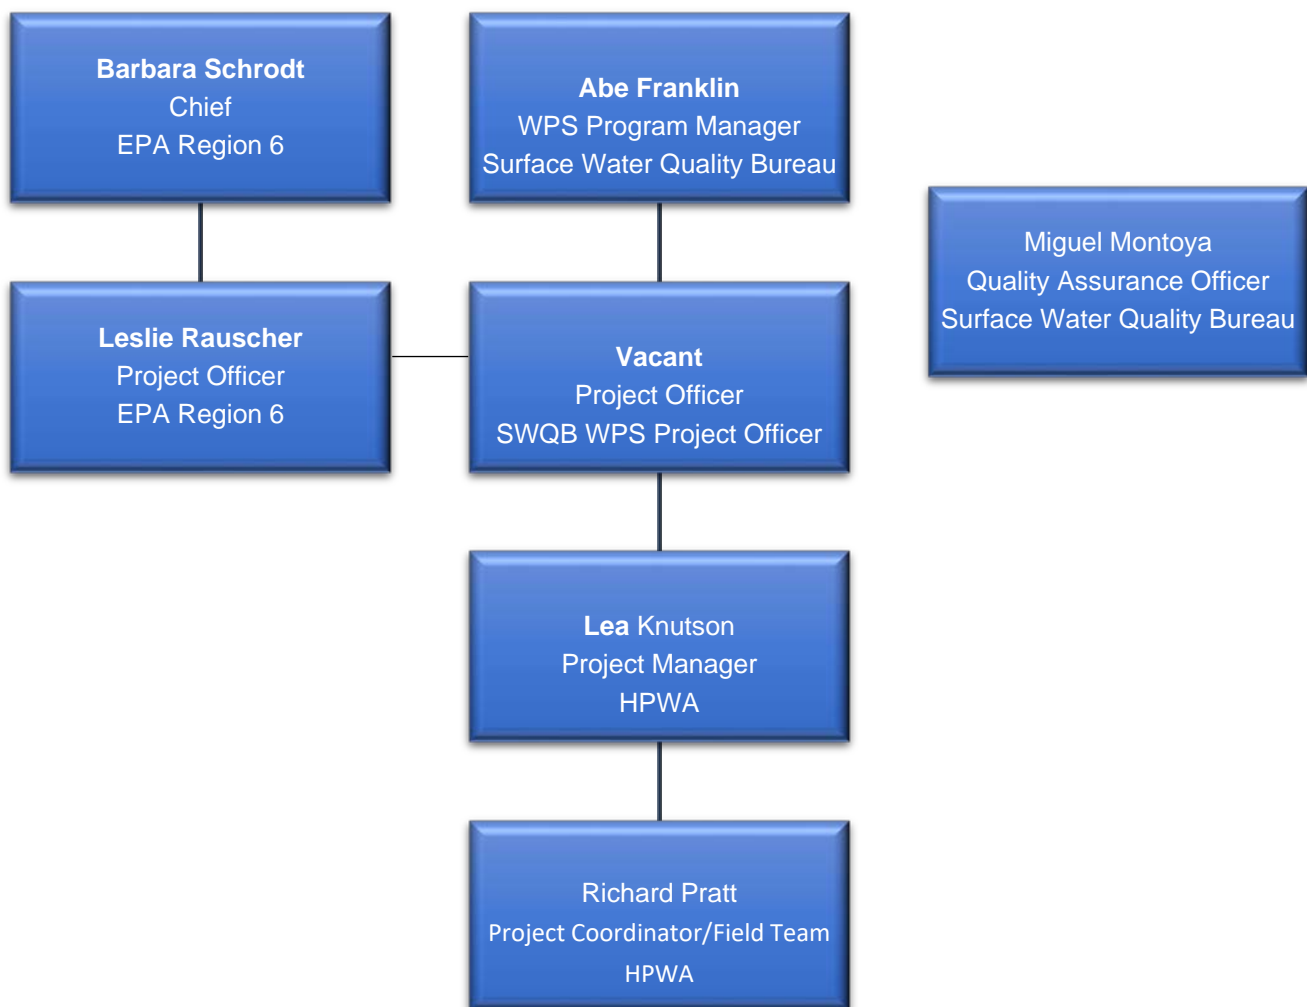 Barbara Schrodt
Chief
EPA Region 6
Abe Franklin
WPS Program Manager
Surface Water Quality Bureau
Miguel Montoya
Quality Assurance Officer
Surface Water Quality Bureau
Leslie Rauscher
Project Officer
EPA Region 6
Vacant
Project Officer
SWQB WPS Project Officer
Lea Knutson
Project Manager
HPWA
Richard Pratt
Project Coordinator/Field Team
HPWA